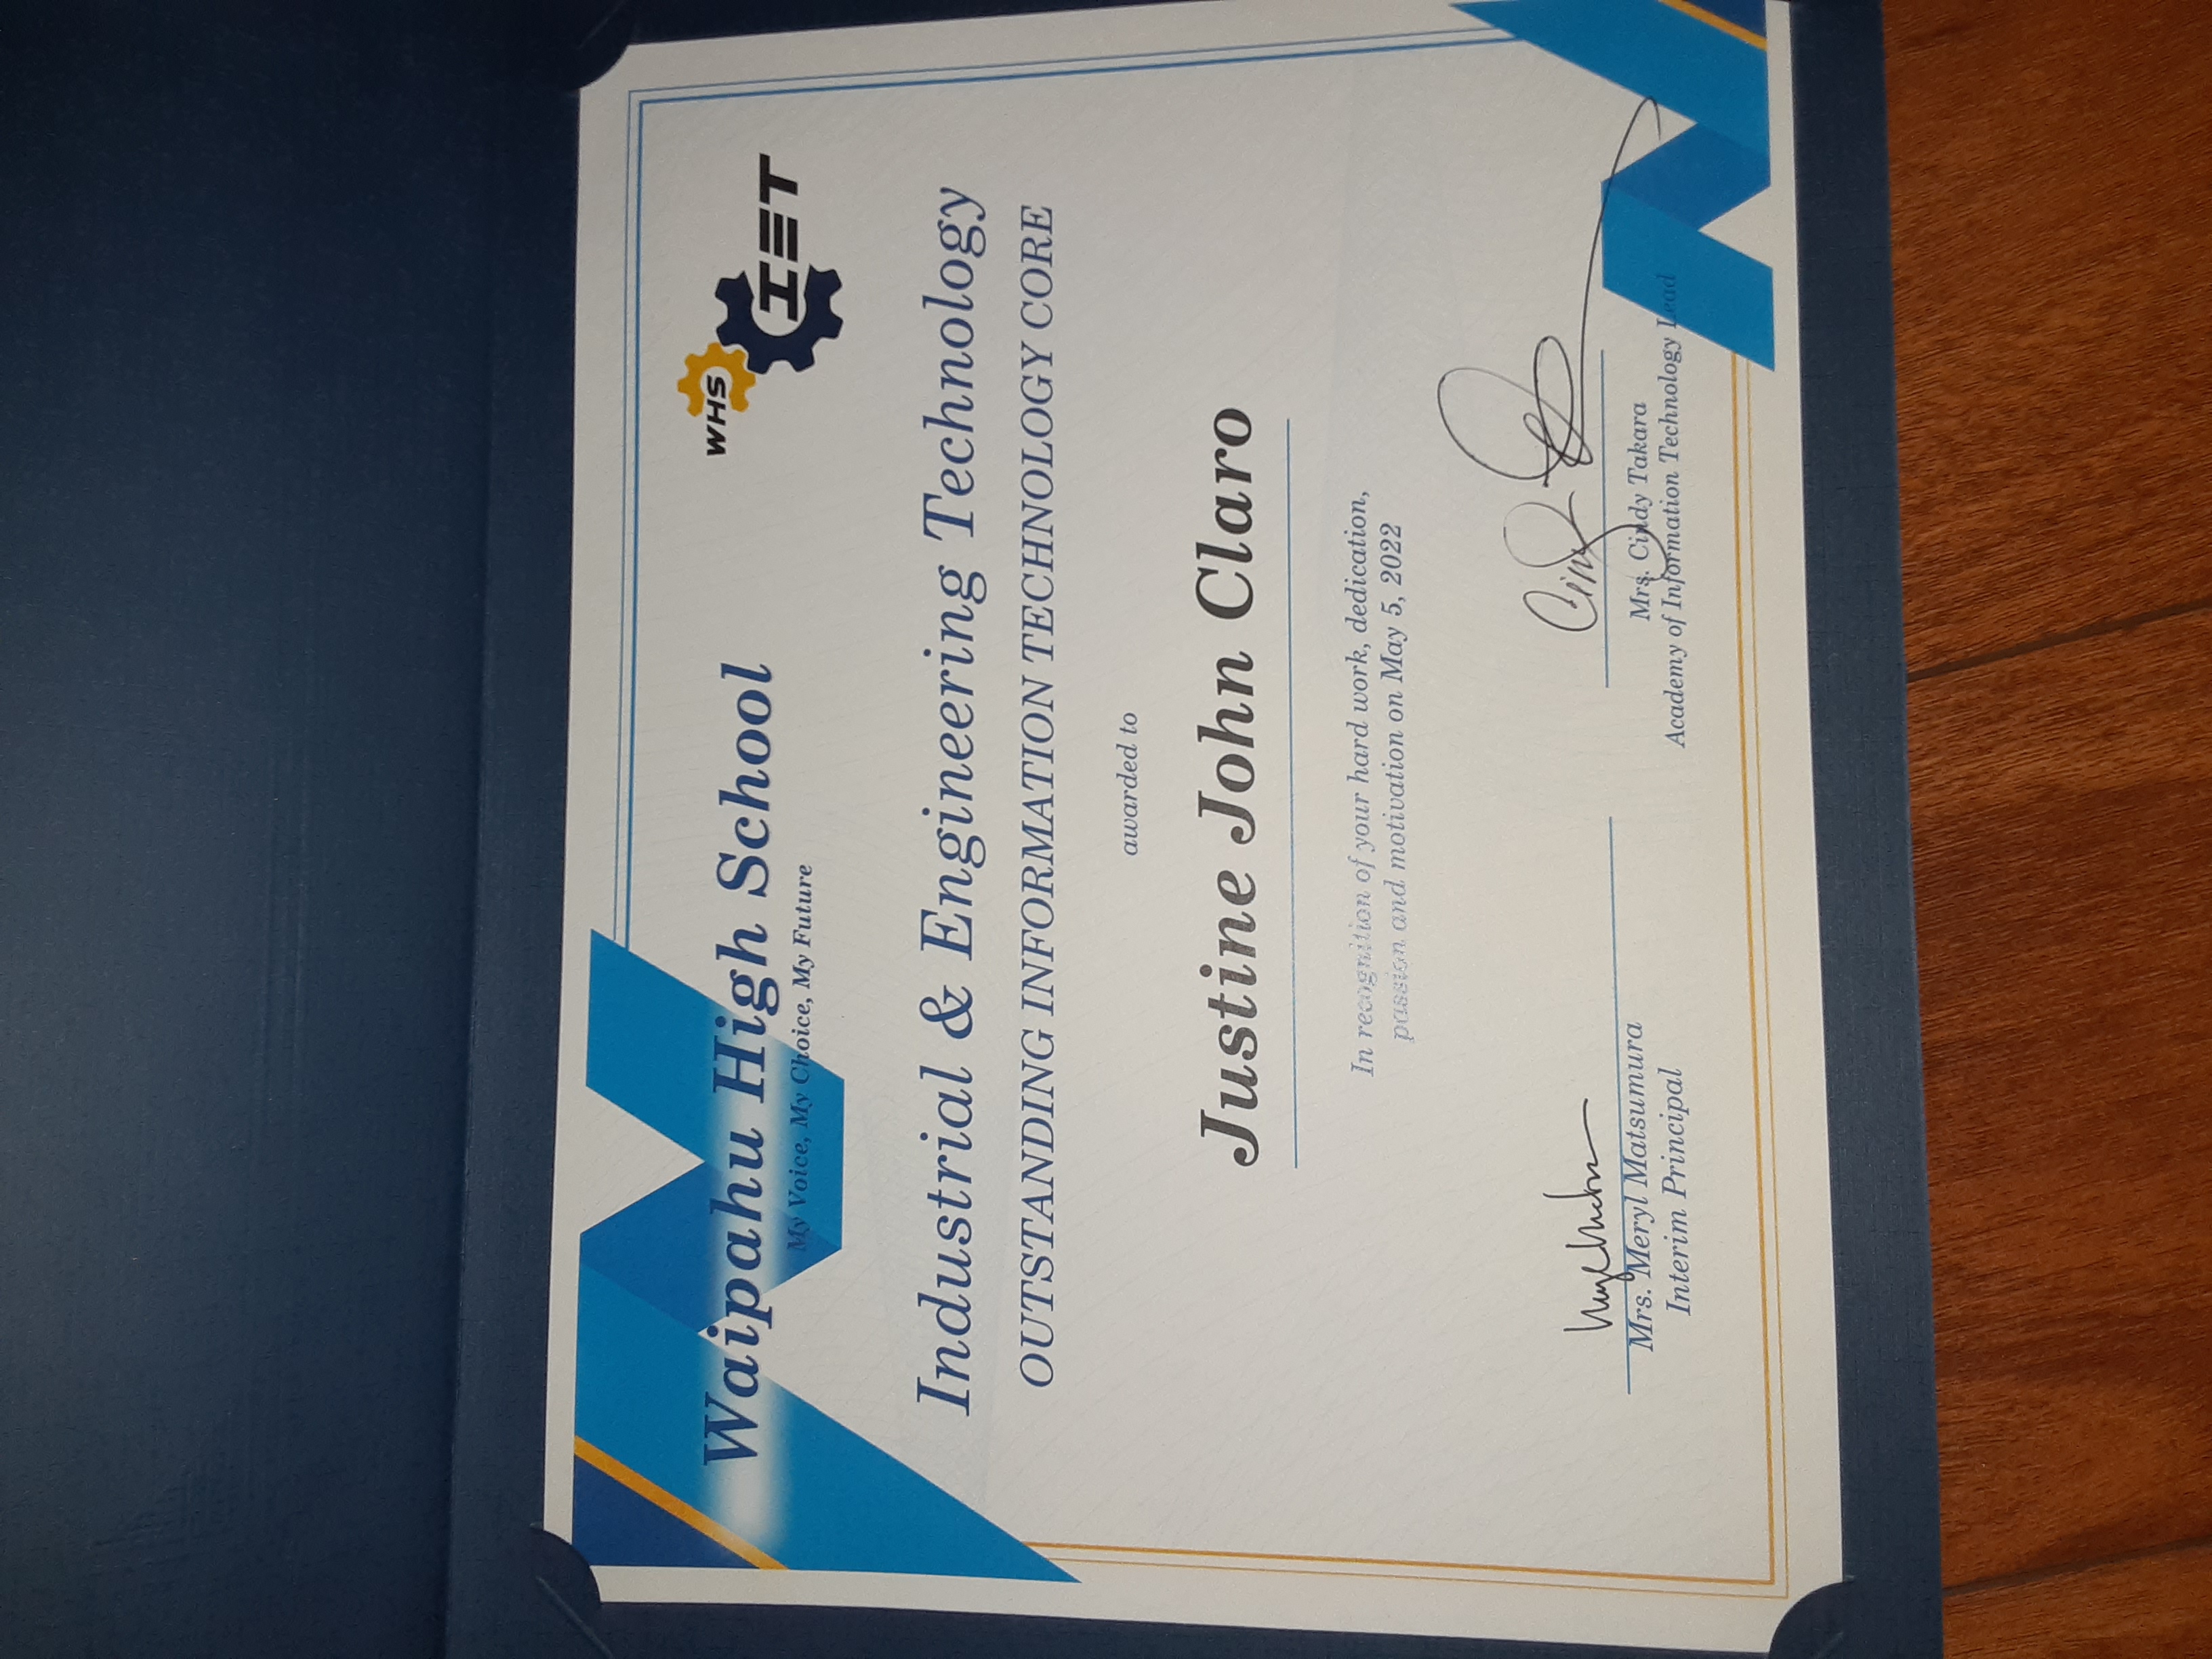 Waipahu High School
My Voice, My Choice, My Future
WHS
IET
Industrial & Engineering Technology
OUTSTANDING INFORMATION TECHNOLOGY CORE
awarded to
Justine John Claro
In recognition of your hard work, dedication,
passion and motivation on May 5, 2022
Mrs. Meryl Matsumura
Interim Principal
Cindy
Mrs. Cindy Takara
Academy of Information Technology Lead